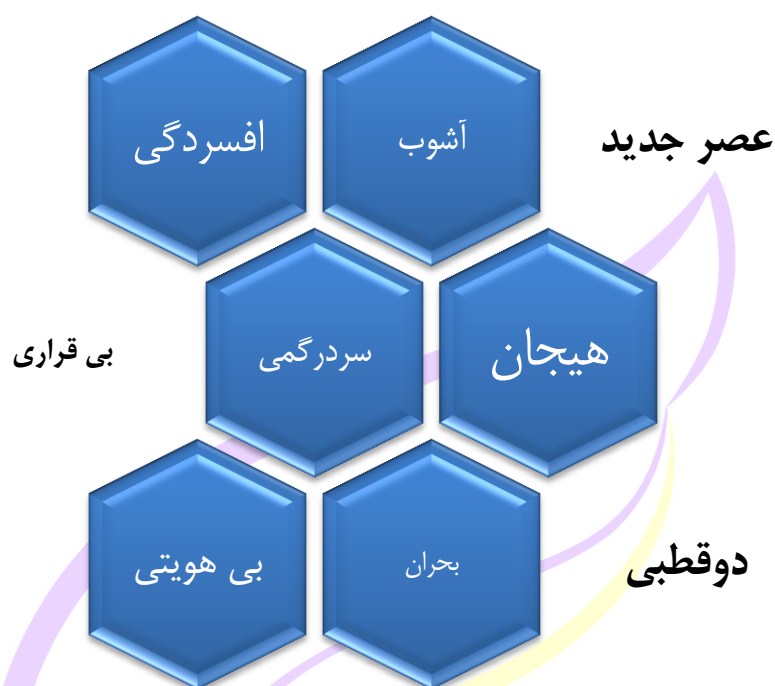 عصر جدید
آشوب
افسردگی
هیجان
سردرگمی
بی قراری
دوقطبی
بحران
بی هویتی